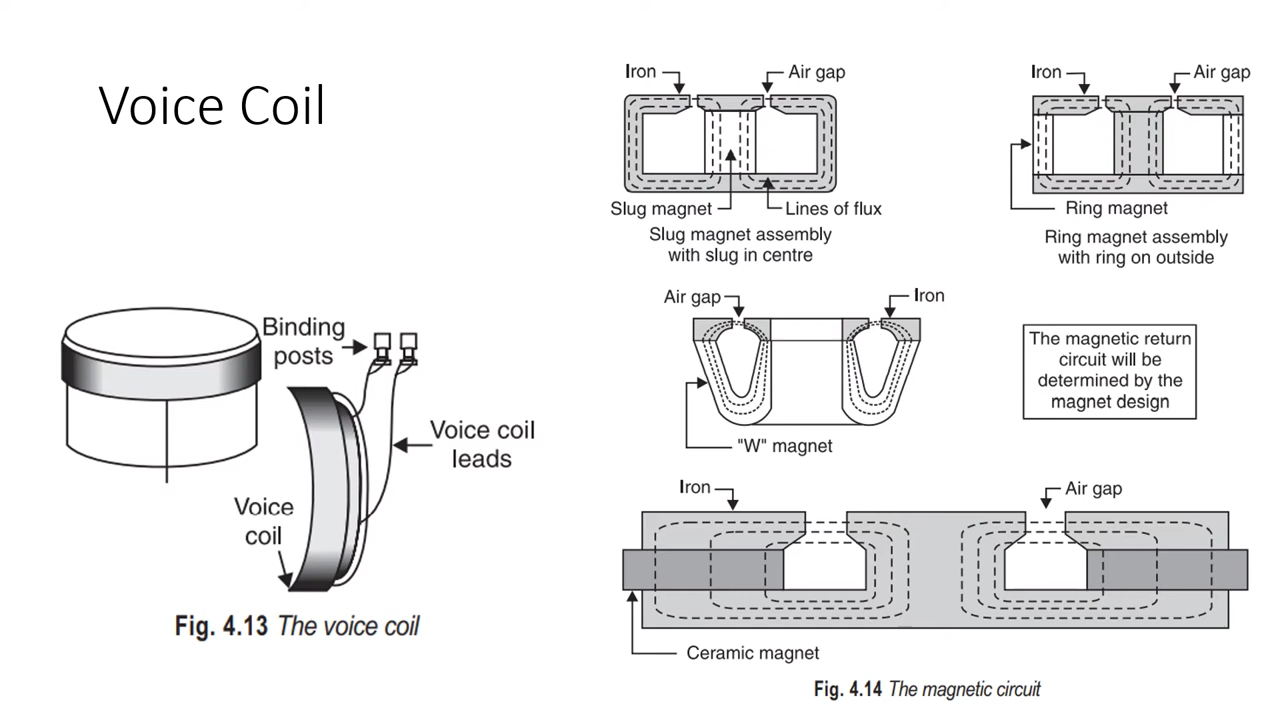 Voice Coil
Binding
posts
Voice coil
leads
Voice
coil
Fig. 4.13 The voice coil
Iron
Air gap
Slug magnet
Lines of flux
Slug magnet assembly
with slug in centre
Iron
Air gap
Ring magnet
Ring magnet assembly
with ring on outside
Air gap
Iron
"W" magnet
The magnetic return
circuit will be
determined by the
magnet design
Iron
Air gap
Ceramic magnet
Fig. 4.14 The magnetic circuit